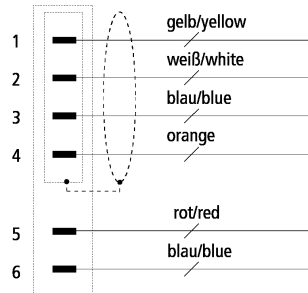 1 gelb/yellow
2 weiß/white
3 blau/blue
4 orange
5 rot/red
6 blau/blue